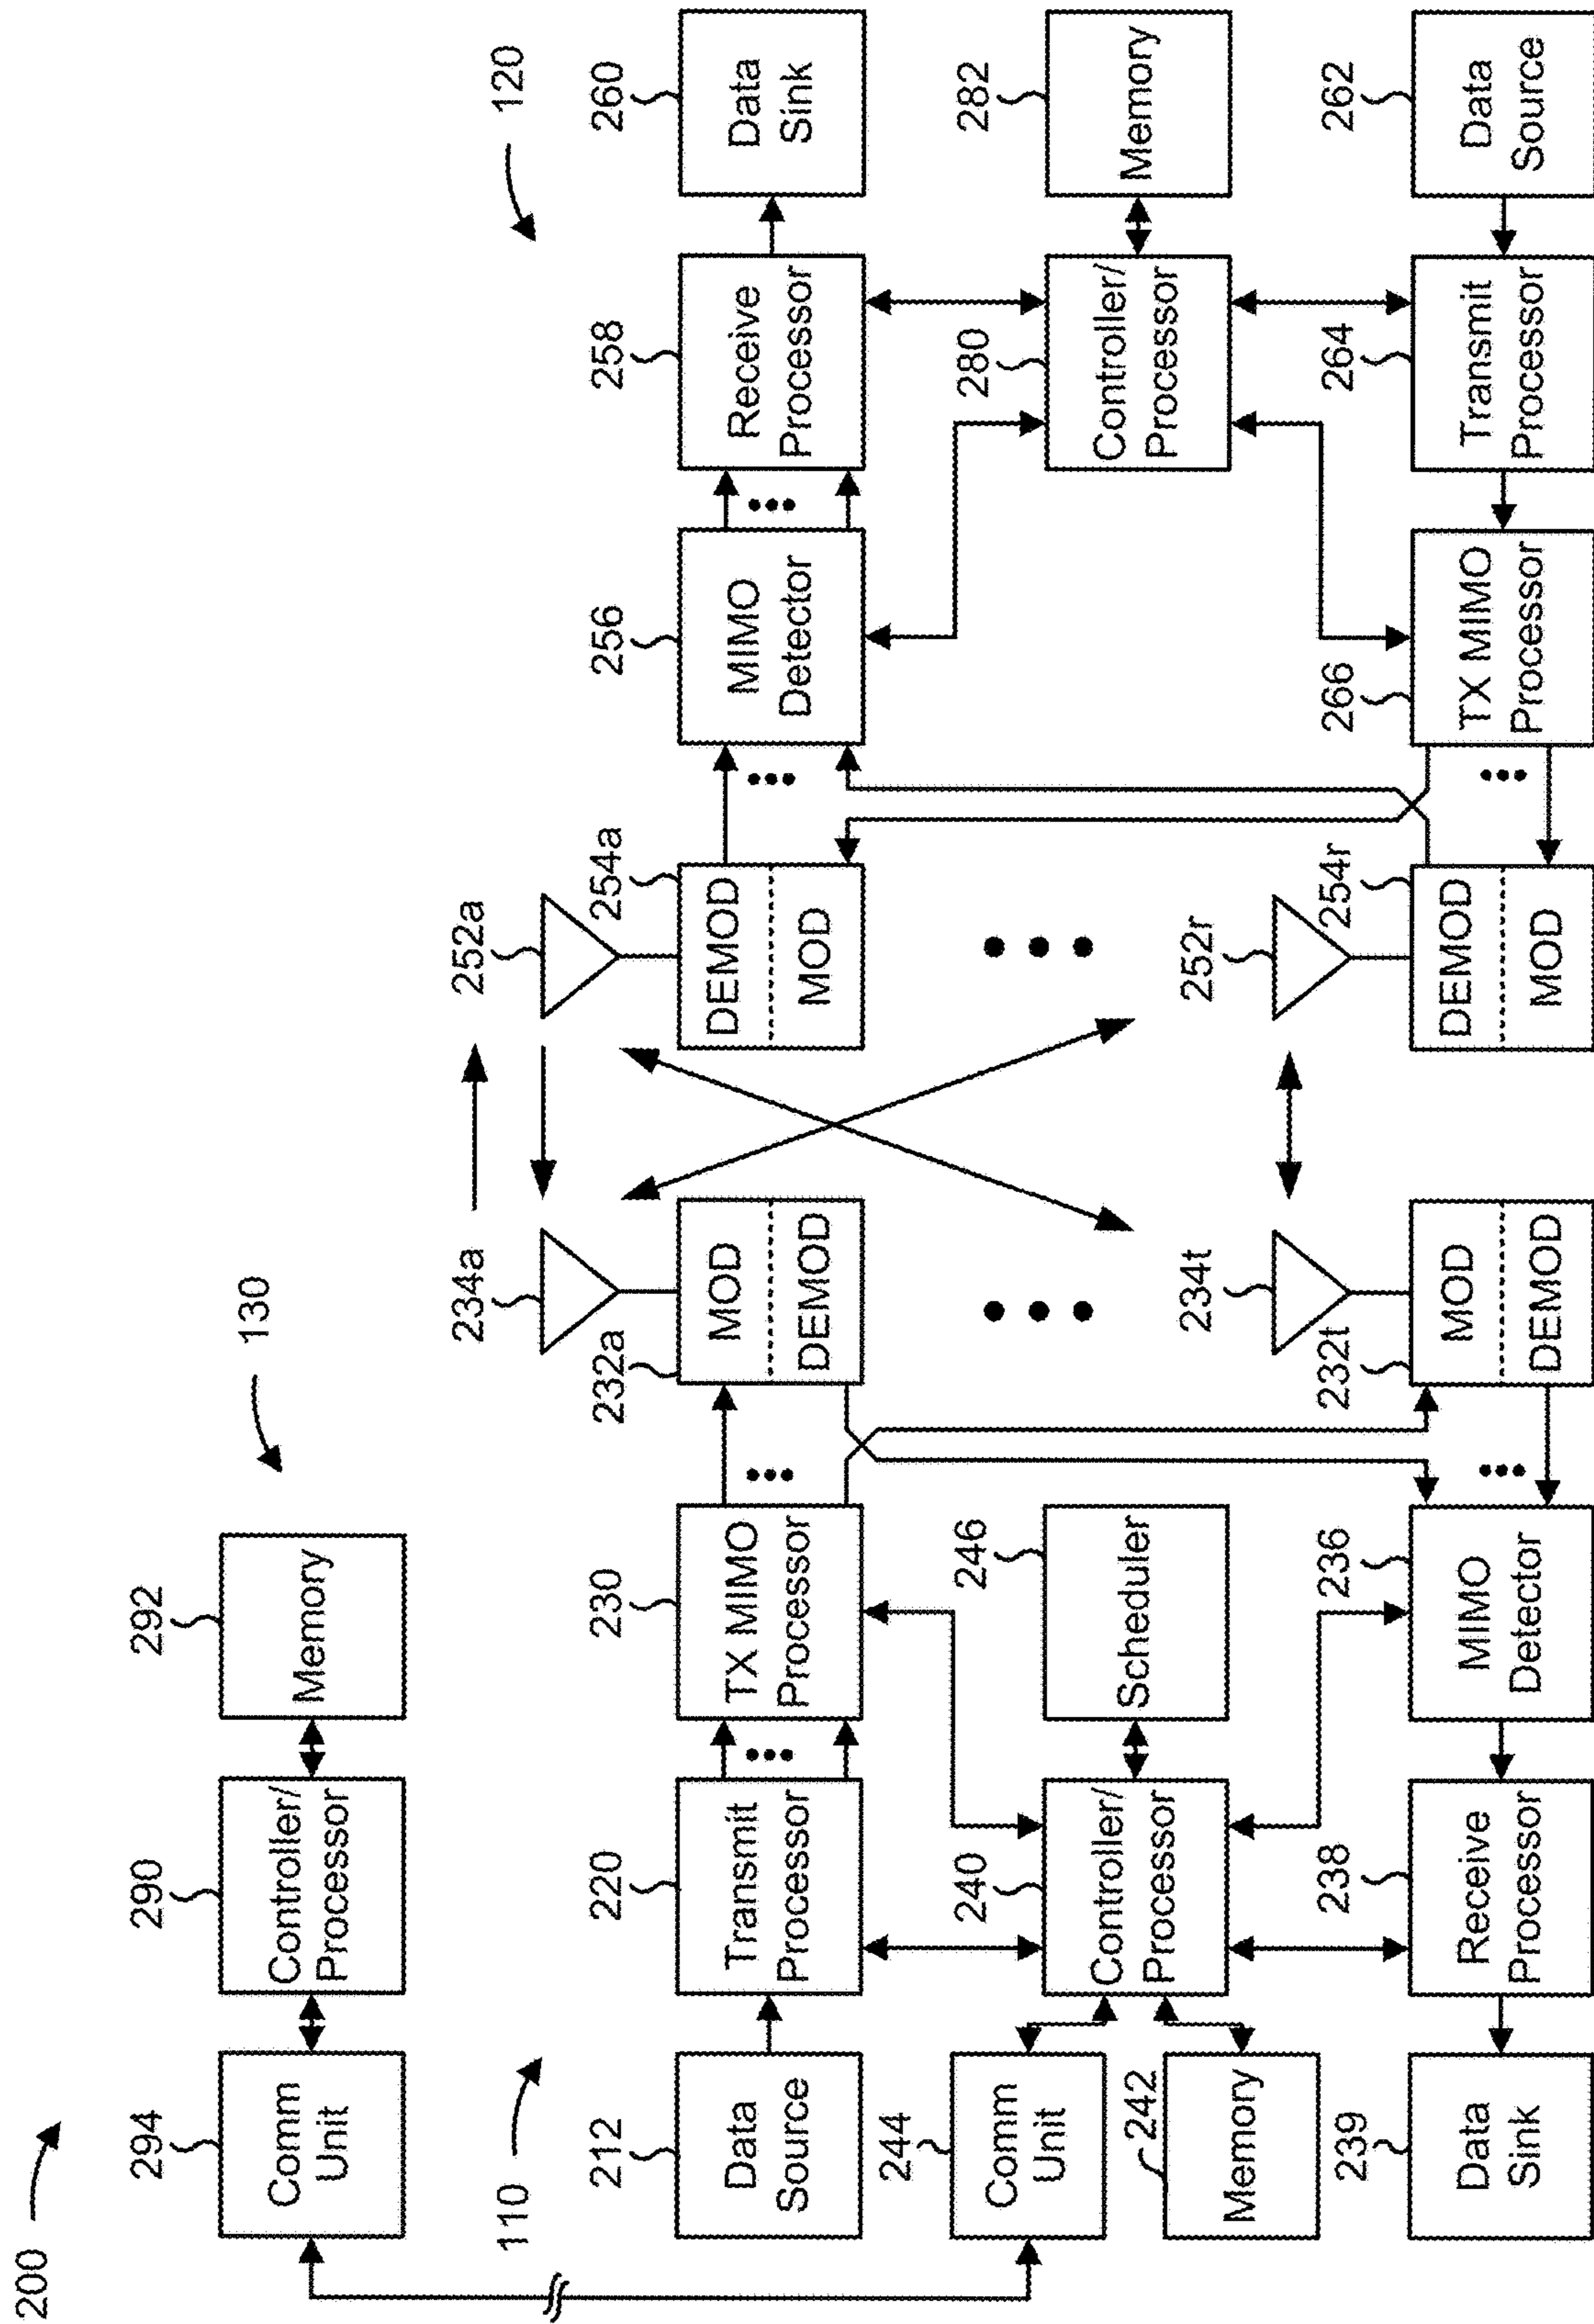 200
130
294
290
292
Comm
Unit
Controller/
Processor
Memory
110
120
212
220
230
232a
234a
252a
254a
256
258
260
Data
Source
Transmit
Processor
TX MIMO
Processor
MOD
DEMOD
DEMOD
MOD
MIMO
Detector
Receive
Processor
Data
Sink
244
240
246
280
282
Comm
Unit
Controller/
Processor
Scheduler
Controller/
Processor
Memory
242
Memory
234t
252r
239
238
236
232t
254r
266
264
262
Data
Sink
Receive
Processor
MIMO
Detector
MOD
DEMOD
DEMOD
MOD
TX MIMO
Processor
Transmit
Processor
Data
Source